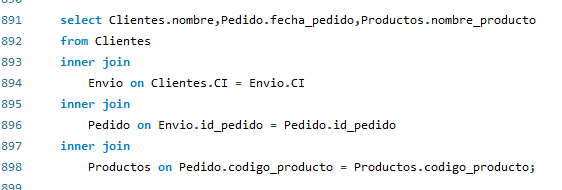 891 select Clientes.nombre,Pedido.fecha_pedido,Productos.nombre_producto
892 from Clientes
893 inner join
894 Envio on Clientes.CI = Envio.CI
895 inner join
896 Pedido on Envio.id_pedido = Pedido.id_pedido
897 inner join
898 Productos on Pedido.codigo_producto = Productos.codigo_producto;